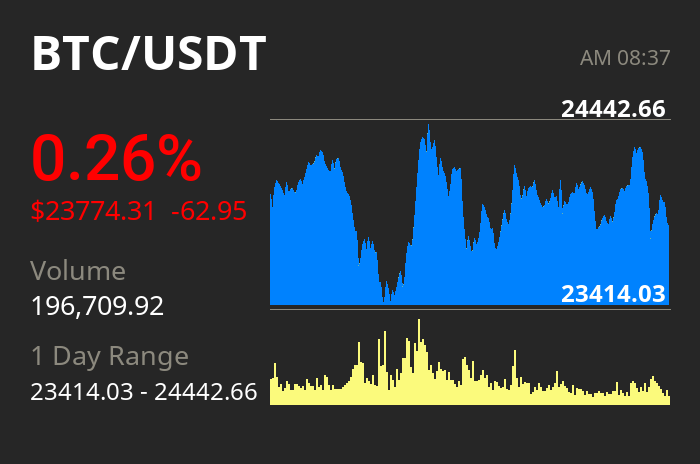 BTC/USDT
AM 08:37
0.26%
$23774.31 -62.95
Volume
196,709.92
1 Day Range
23414.03 - 24442.66
24442.66
23414.03